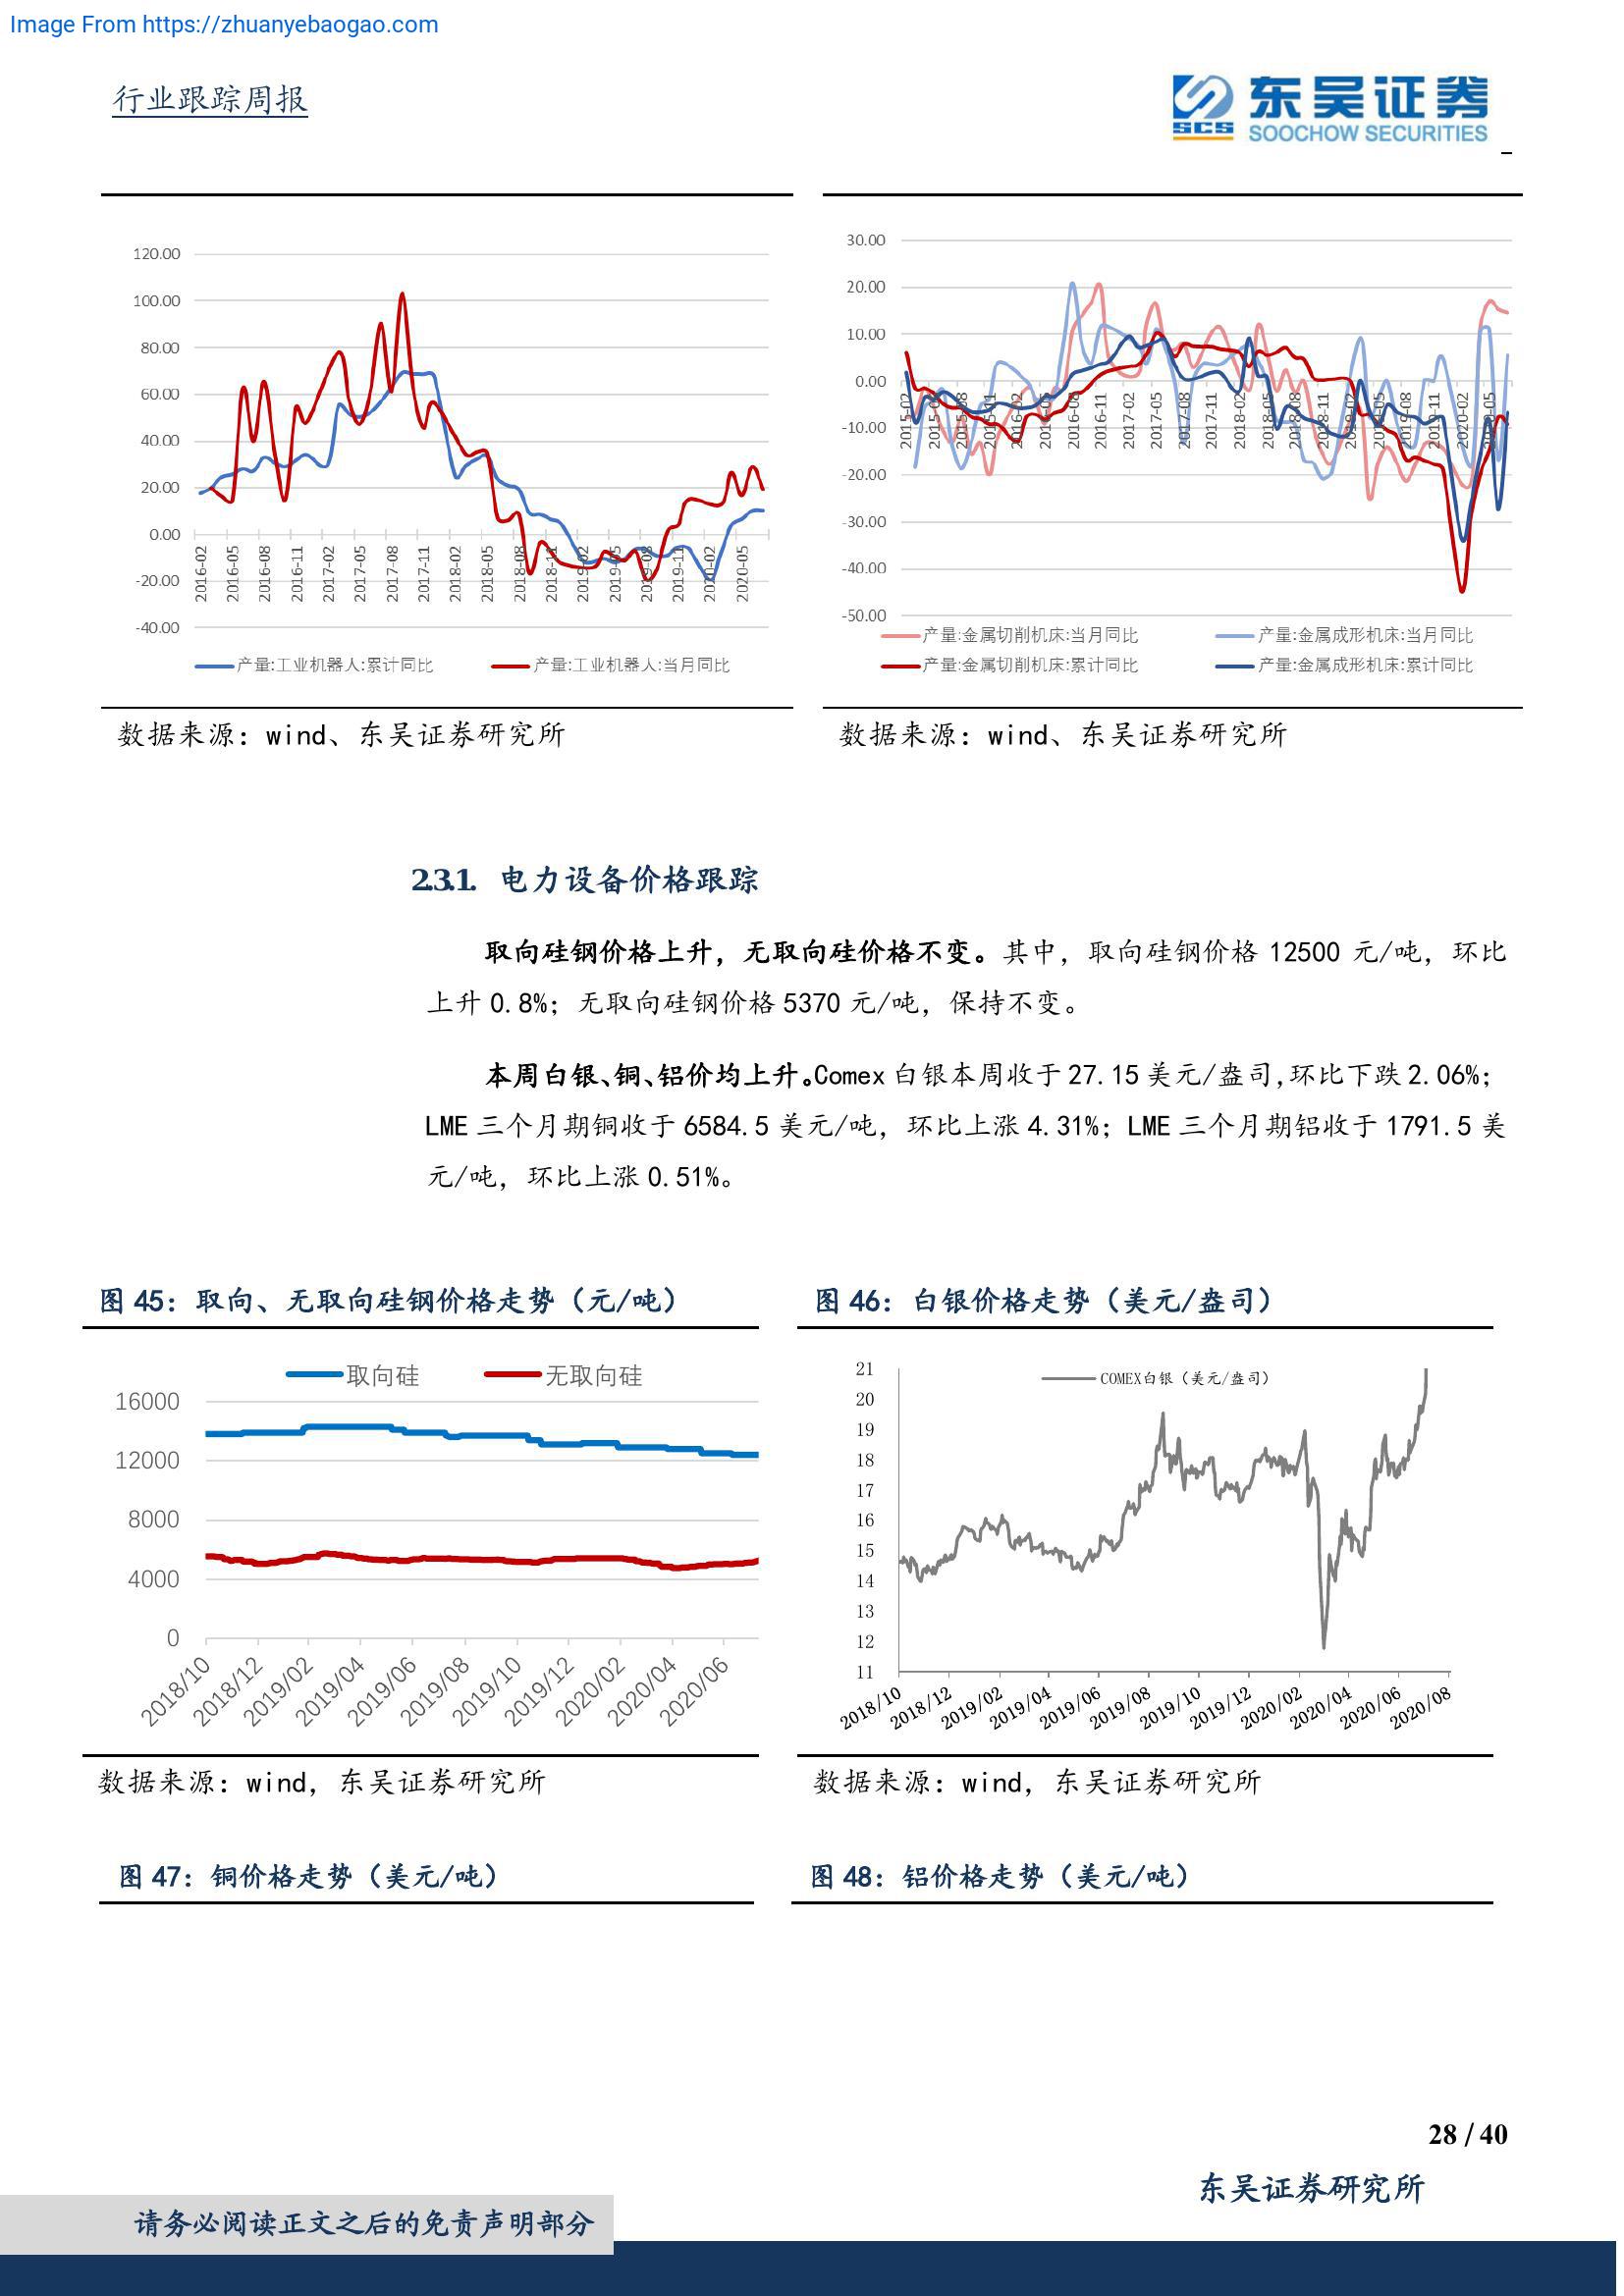 Image From https://zhuanyebaogao.com
行业跟踪周报
东吴证券
SCS SOOCHOW SECURITIES
120.00
100.00
80.00
60.00
40.00
20.00
0.00
-20.00
-40.00
2016-02 2016-05 2016-08 2016-11 2017-02 2017-05 2017-08 2017-11 2018-02 2018-05 2018-08 2018-11 2019-02 2019-05 2019-08 2019-11 2020-02 2020-05
产量:工业机器人:累计同比 产量:工业机器人:当月同比
30.00
20.00
10.00
0.00
-10.00
-20.00
-30.00
-40.00
-50.00
2015-02 2015-05 2015-08 2015-11 2016-02 2016-05 2016-08 2016-11 2017-02 2017-05 2017-08 2017-11 2018-02 2018-05 2018-08 2018-11 2019-02 2019-05 2019-08 2019-11 2020-02 2020-05
产量:金属切削机床:当月同比 产量:金属成形机床:当月同比
产量:金属切削机床:累计同比 产量:金属成形机床:累计同比
数据来源：wind、东吴证券研究所
数据来源：wind、东吴证券研究所
2.3.1. 电力设备价格跟踪
取向硅钢价格上升，无取向硅价格不变。其中，取向硅钢价格 12500 元/吨，环比
上升 0.8%；无取向硅钢价格 5370 元/吨，保持不变。
本周白银、铜、铝价均上升。Comex 白银本周收于 27.15 美元/盎司，环比下跌 2.06%；
LME 三个月期铜收于 6584.5 美元/吨，环比上涨 4.31%；LME 三个月期铝收于 1791.5 美
元/吨，环比上涨 0.51%。
图 45：取向、无取向硅钢价格走势（元/吨）
取向硅 无取向硅
16000
12000
8000
4000
0
2018/10 2018/12 2019/02 2019/04 2019/06 2019/08 2019/10 2019/12 2020/02 2020/04 2020/06
图 46：白银价格走势（美元/盎司）
COMEX白银（美元/盎司）
21
20
19
18
17
16
15
14
13
12
11
2018/10 2018/12 2019/02 2019/04 2019/06 2019/08 2019/10 2019/12 2020/02 2020/04 2020/06 2020/08
数据来源：wind，东吴证券研究所
数据来源：wind，东吴证券研究所
图 47：铜价格走势（美元/吨）
图 48：铝价格走势（美元/吨）
28 / 40
东吴证券研究所
请务必阅读正文之后的免责声明部分